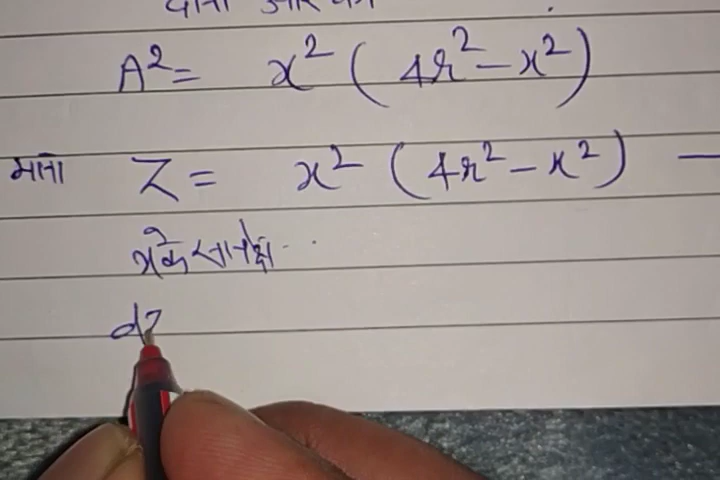 A² = x² (4r² - x²)
माना Z = x² (4r² - x²) —
x के सापेक्ष
dz